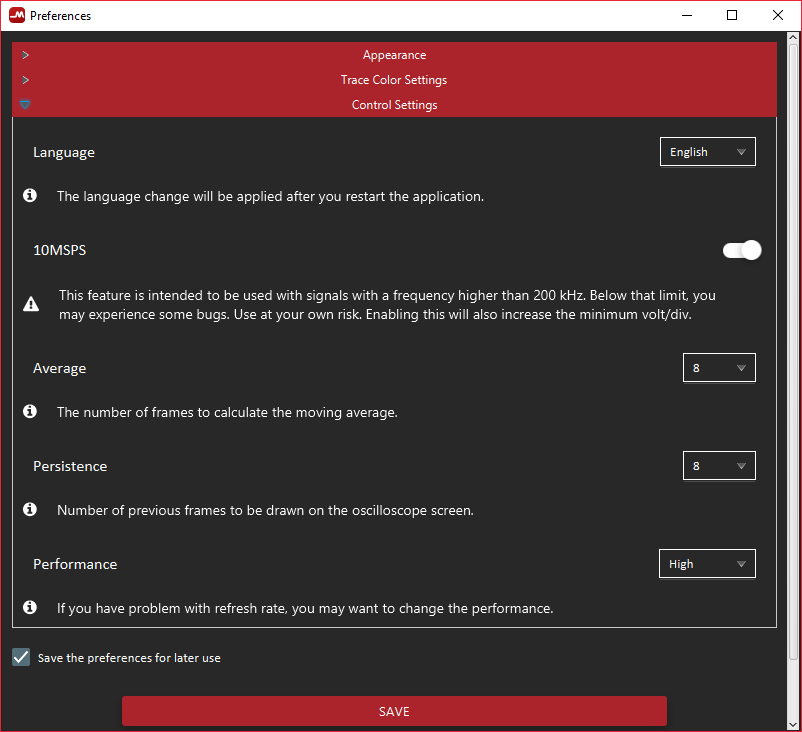 Preferences
Appearance
Trace Color Settings
Control Settings
Language
English
The language change will be applied after you restart the application.
10MSPS
This feature is intended to be used with signals with a frequency higher than 200 kHz. Below that limit, you
may experience some bugs. Use at your own risk. Enabling this will also increase the minimum volt/div.
Average
8
The number of frames to calculate the moving average.
Persistence
8
Number of previous frames to be drawn on the oscilloscope screen.
Performance
High
If you have problem with refresh rate, you may want to change the performance.
Save the preferences for later use
SAVE